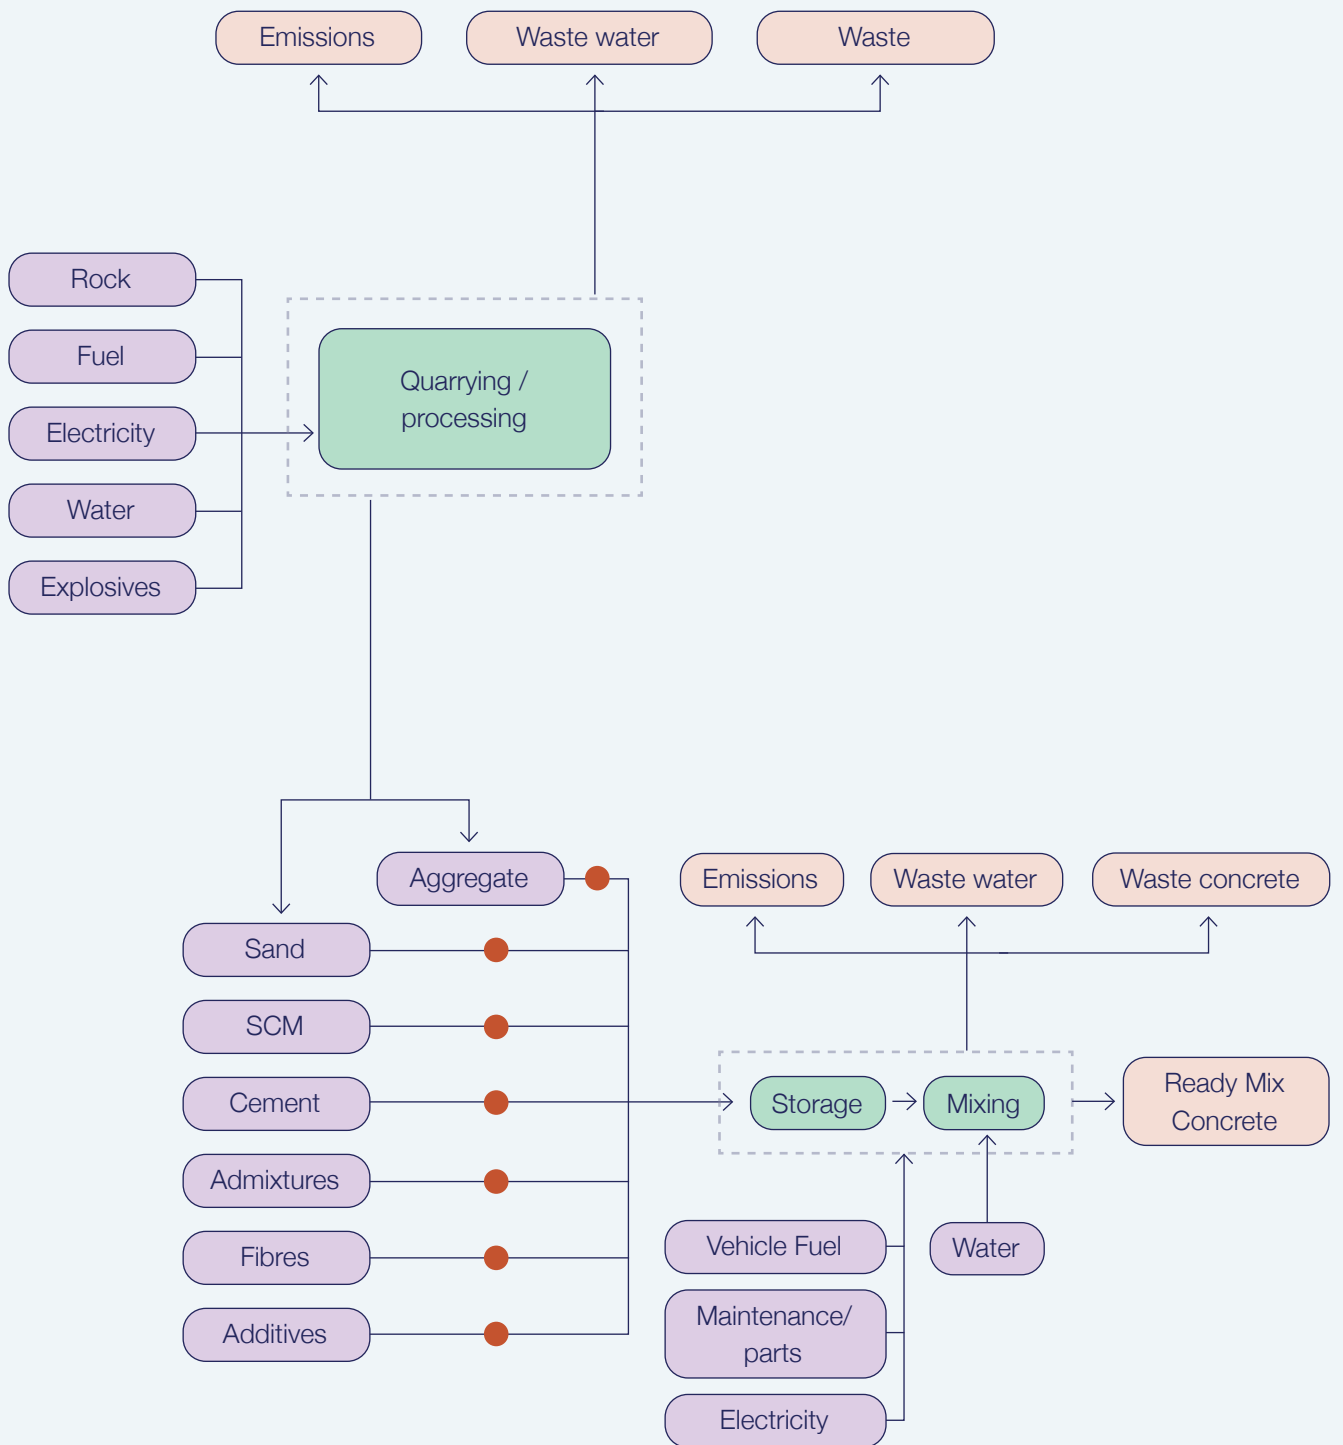 Emissions
Waste water
Waste
Rock
Fuel
Electricity
Water
Explosives
Quarrying /
processing
Aggregate
Sand
SCM
Cement
Admixtures
Fibres
Additives
Emissions
Waste water
Waste concrete
Storage
Mixing
Ready Mix
Concrete
Vehicle Fuel
Water
Maintenance/
parts
Electricity